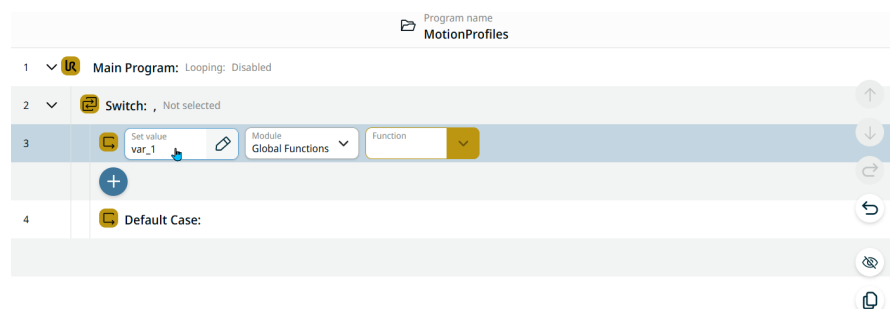 Program name
MotionProfiles
1 Main Program: Looping: Disabled
2 Switch: , Not selected
3 Set value var_1 Module Global Functions Function
4 Default Case: